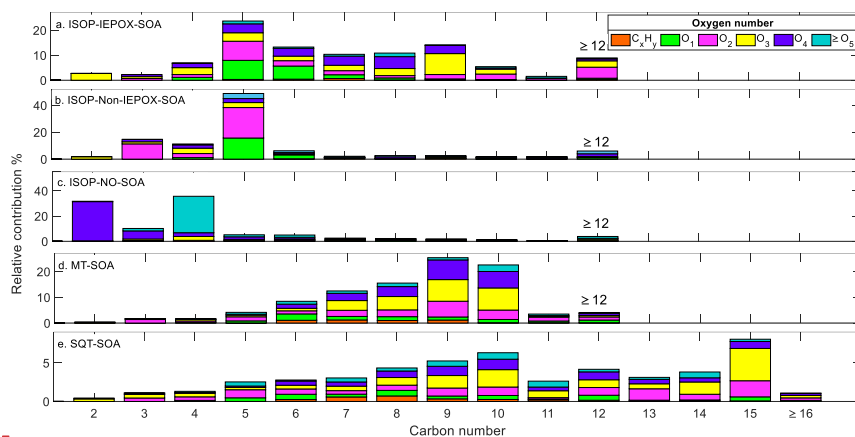 a. ISOP-IEPOX-SOA
Oxygen number
CxHy O1 O2 O3 O4 ≥ O5
20
10
0
≥ 12
b. ISOP-Non-IEPOX-SOA
40
20
0
≥ 12
c. ISOP-NO-SOA
40
20
0
≥ 12
d. MT-SOA
20
10
0
≥ 12
e. SQT-SOA
5
0
2 3 4 5 6 7 8 9 10 11 12 13 14 15 ≥ 16
Carbon number
Relative contribution %